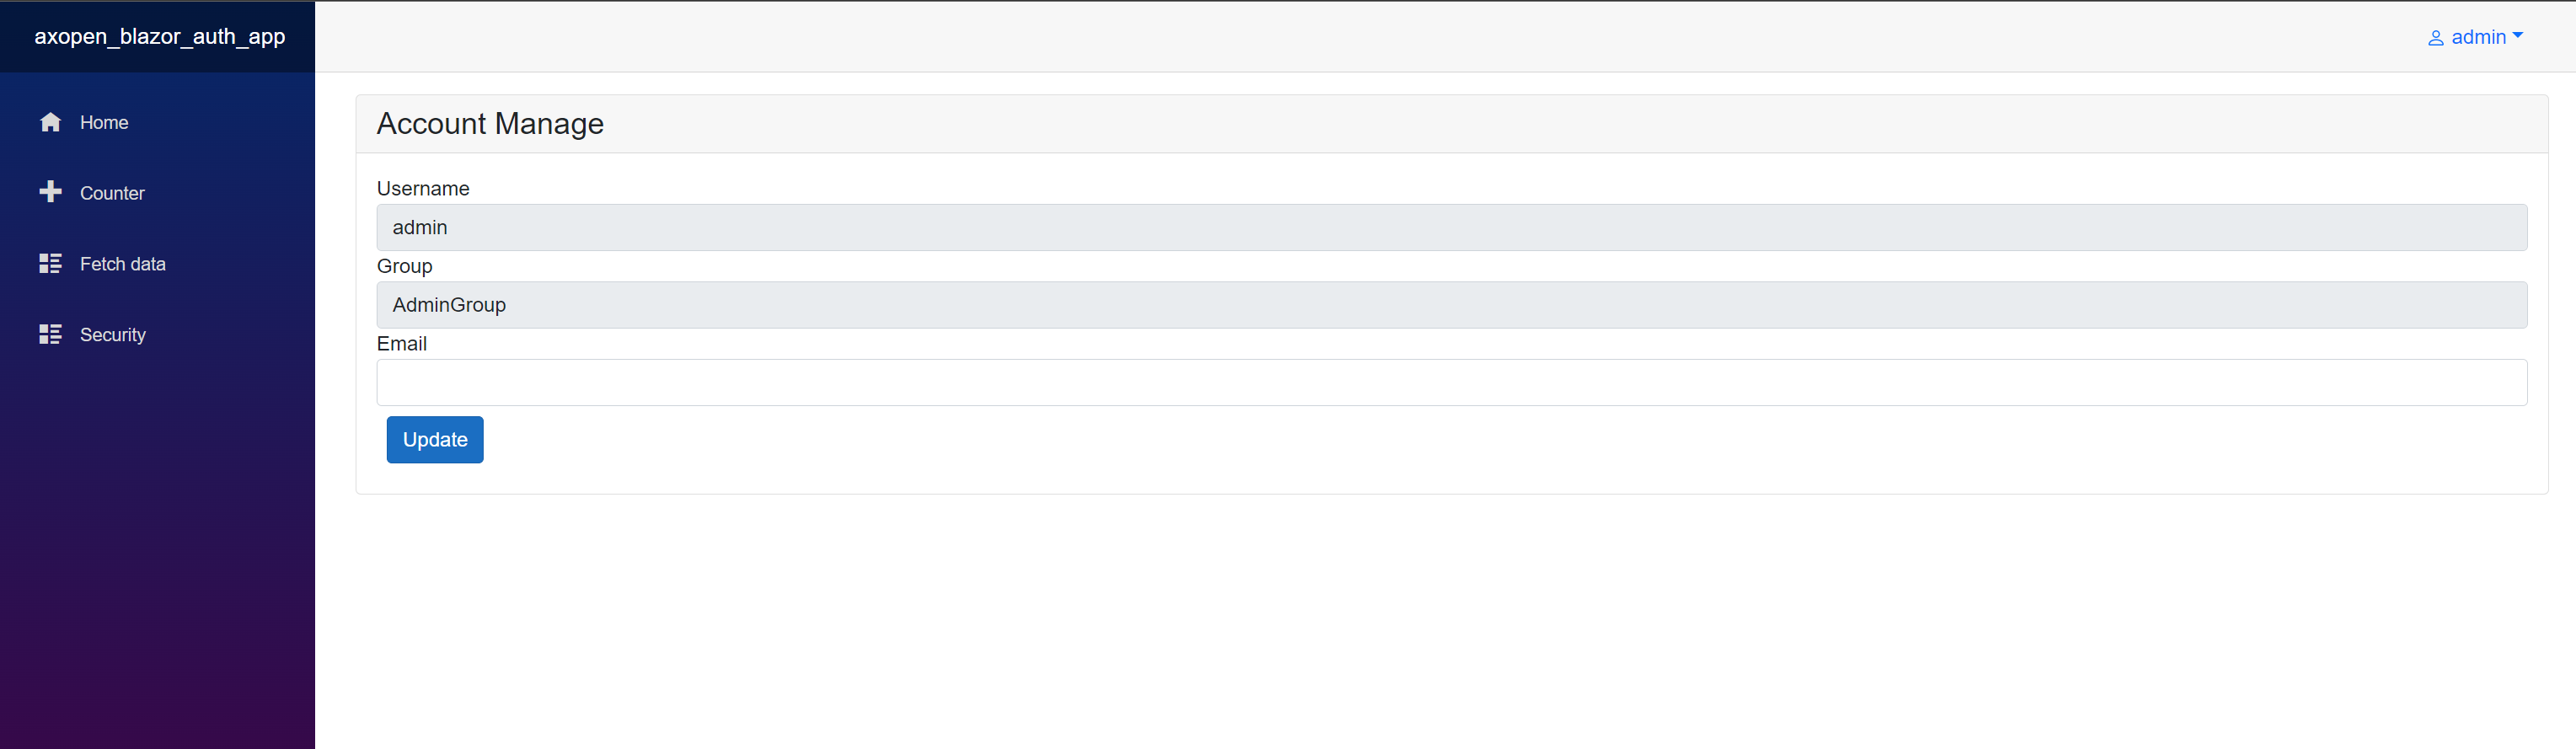 axopen_blazor_auth_app
admin
Home
Counter
Fetch data
Security
Account Manage
Username
admin
Group
AdminGroup
Email
Update